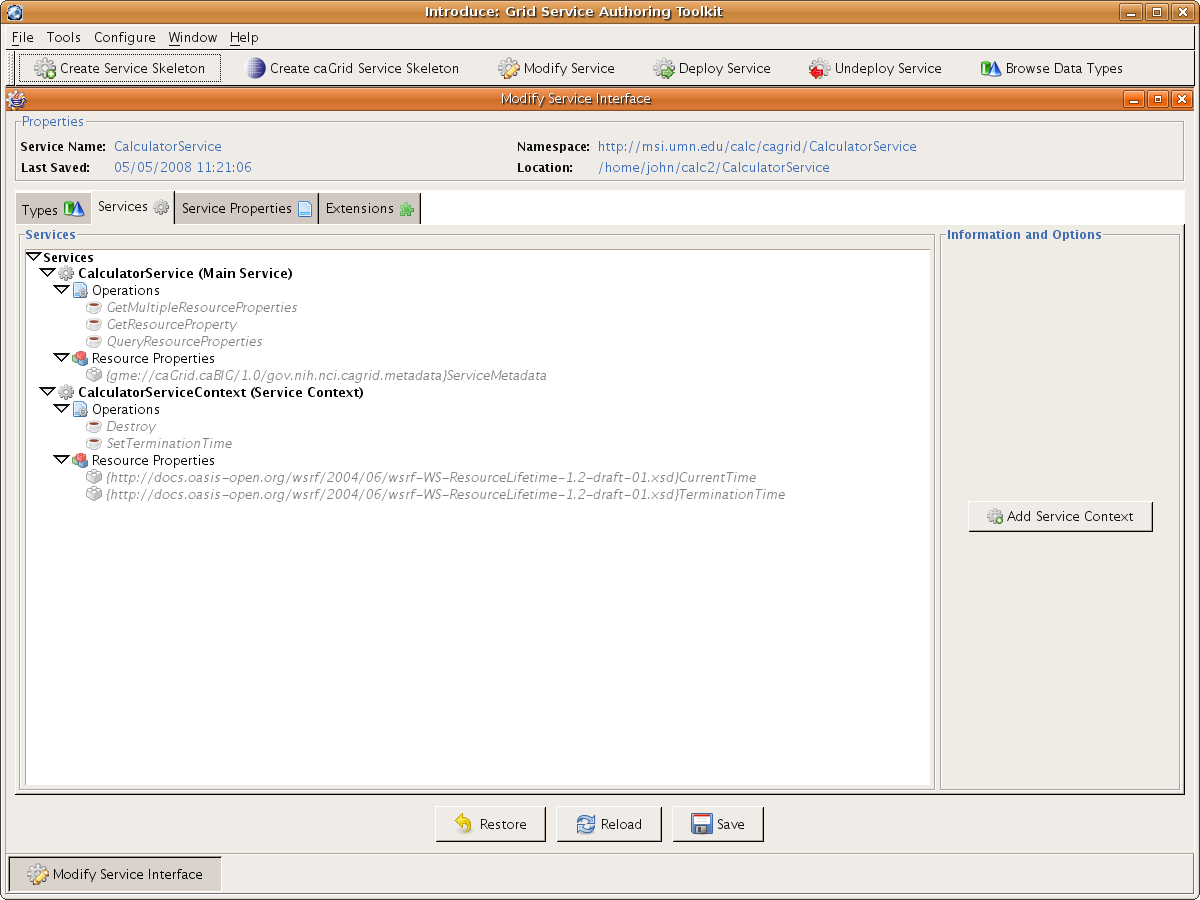 Introduce: Grid Service Authoring Toolkit
File Tools Configure Window Help
Create Service Skeleton Create caGrid Service Skeleton Modify Service Deploy Service Undeploy Service Browse Data Types
Modify Service Interface
Properties
Service Name: CalculatorService Namespace: http://msi.umn.edu/calc/cagrid/CalculatorService
Last Saved: 05/05/2008 11:21:06 Location: /home/john/calc2/CalculatorService
Types Services Service Properties Extensions
Services Information and Options
Services
CalculatorService (Main Service)
Operations
GetMultipleResourceProperties
GetResourceProperty
QueryResourceProperties
Resource Properties
{gme://caGrid.caBIG/1.0/gov.nih.nci.cagrid.metadata}ServiceMetadata
CalculatorServiceContext (Service Context)
Operations
Destroy
SetTerminationTime
Resource Properties
{http://docs.oasis-open.org/wsrf/2004/06/wsrf-WS-ResourceLifetime-1.2-draft-01.xsd}CurrentTime
{http://docs.oasis-open.org/wsrf/2004/06/wsrf-WS-ResourceLifetime-1.2-draft-01.xsd}TerminationTime
Add Service Context
Restore Reload Save
Modify Service Interface